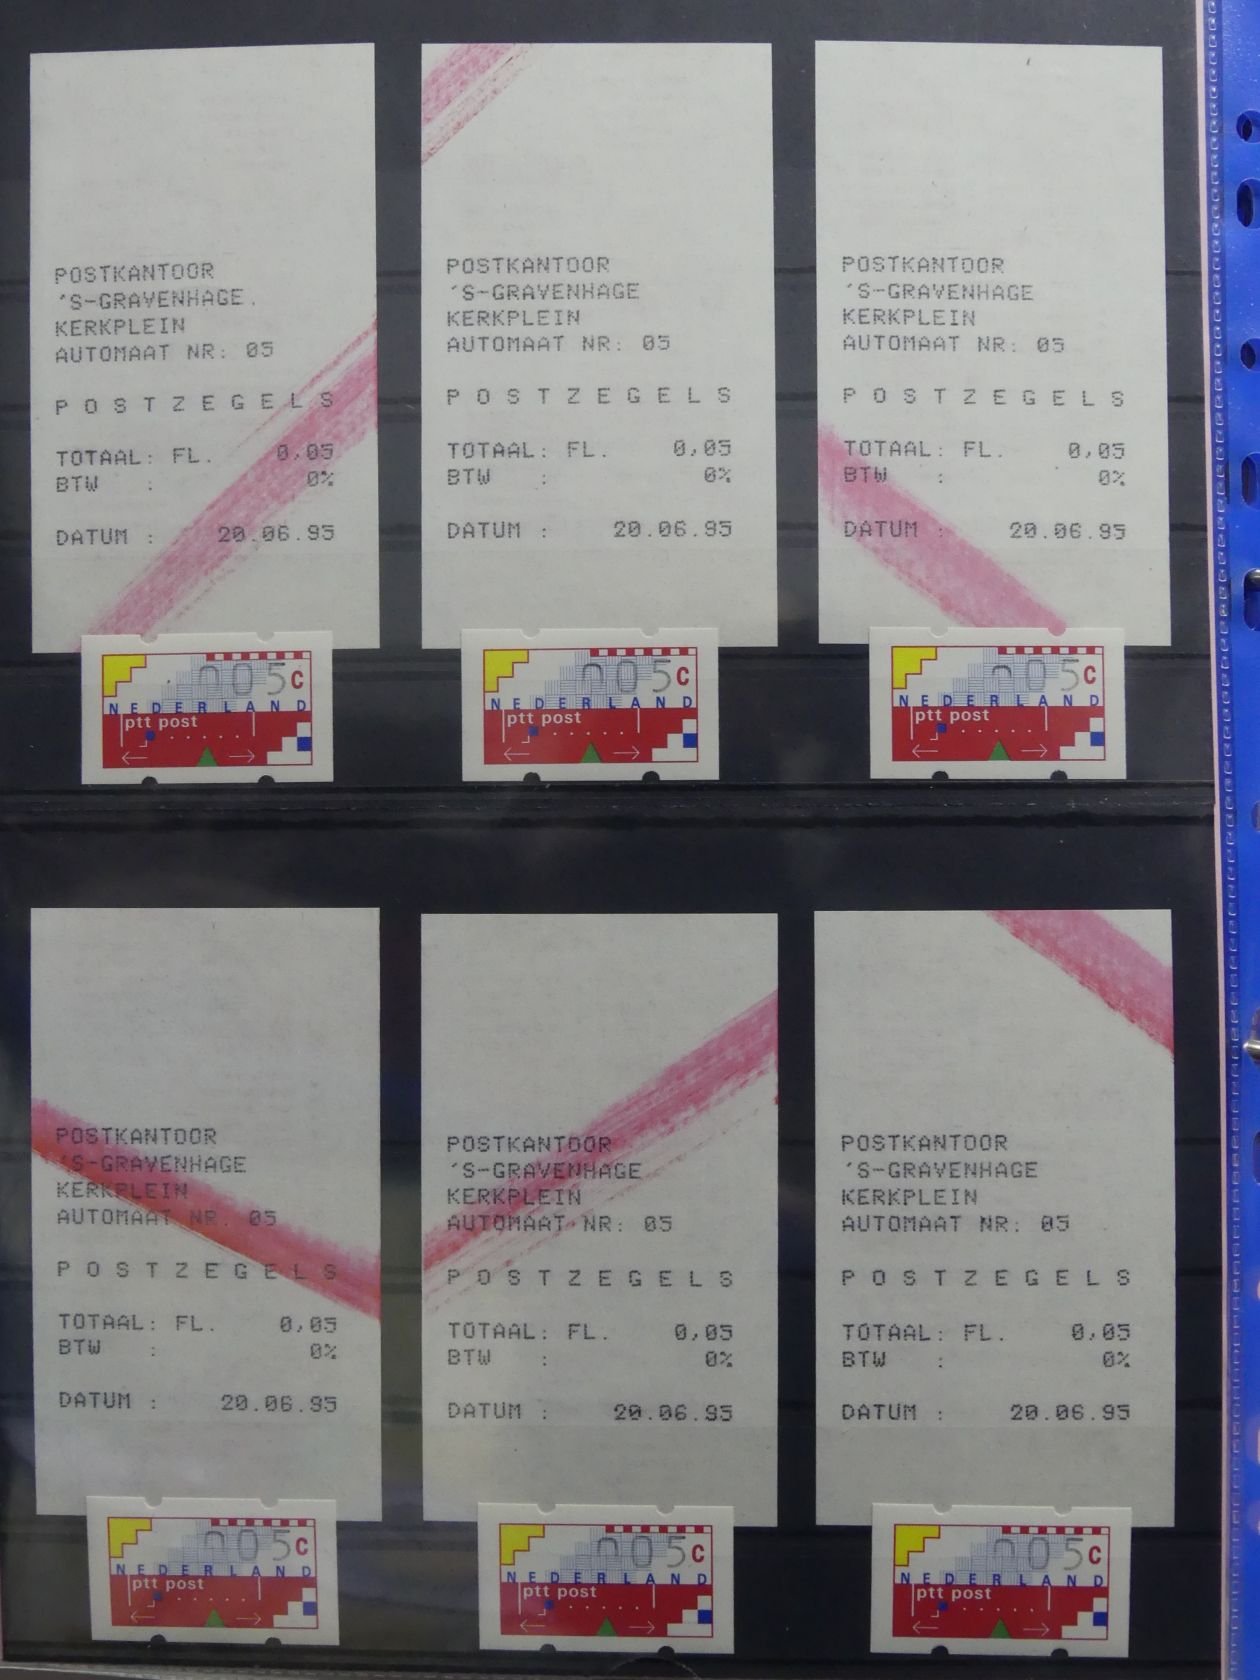 POSTKANTOOR
'S-GRAVENHAGE.
KERKPLEIN
AUTOMAAT NR: 05
POSTZEGELS
TOTAAL: FL. 0,05
BTW : 0%
DATUM : 20.06.95
005c
NEDERLAND
ptt post
POSTKANTOOR
'S-GRAVENHAGE
KERKPLEIN
AUTOMAAT NR: 05
POSTZEGELS
TOTAAL: FL. 0,05
BTW : 0%
DATUM : 20.06.95
005c
NEDERLAND
ptt post
POSTKANTOOR
'S-GRAVENHAGE
KERKPLEIN
AUTOMAAT NR: 05
POSTZEGELS
TOTAAL: FL. 0,05
BTW : 0%
DATUM : 20.06.95
005c
NEDERLAND
ptt post
POSTKANTOOR
'S-GRAVENHAGE
KERKPLEIN
AUTOMAAT NR. 05
POSTZEGELS
TOTAAL: FL. 0,05
BTW : 0%
DATUM : 20.06.95
005c
NEDERLAND
ptt post
POSTKANTOOR
'S-GRAVENHAGE
KERKPLEIN
AUTOMAAT NR: 05
POSTZEGELS
TOTAAL: FL. 0,05
BTW : 0%
DATUM : 20.06.95
005c
NEDERLAND
ptt post
POSTKANTOOR
'S-GRAVENHAGE
KERKPLEIN
AUTOMAAT NR: 05
POSTZEGELS
TOTAAL: FL. 0,05
BTW : 0%
DATUM : 20.06.95
005c
NEDERLAND
ptt post